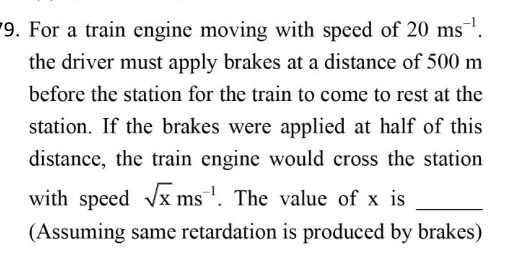 79. For a train engine moving with speed of 20 ms⁻¹.
the driver must apply brakes at a distance of 500 m
before the station for the train to come to rest at the
station. If the brakes were applied at half of this
distance, the train engine would cross the station
with speed √x ms⁻¹. The value of x is ______
(Assuming same retardation is produced by brakes)